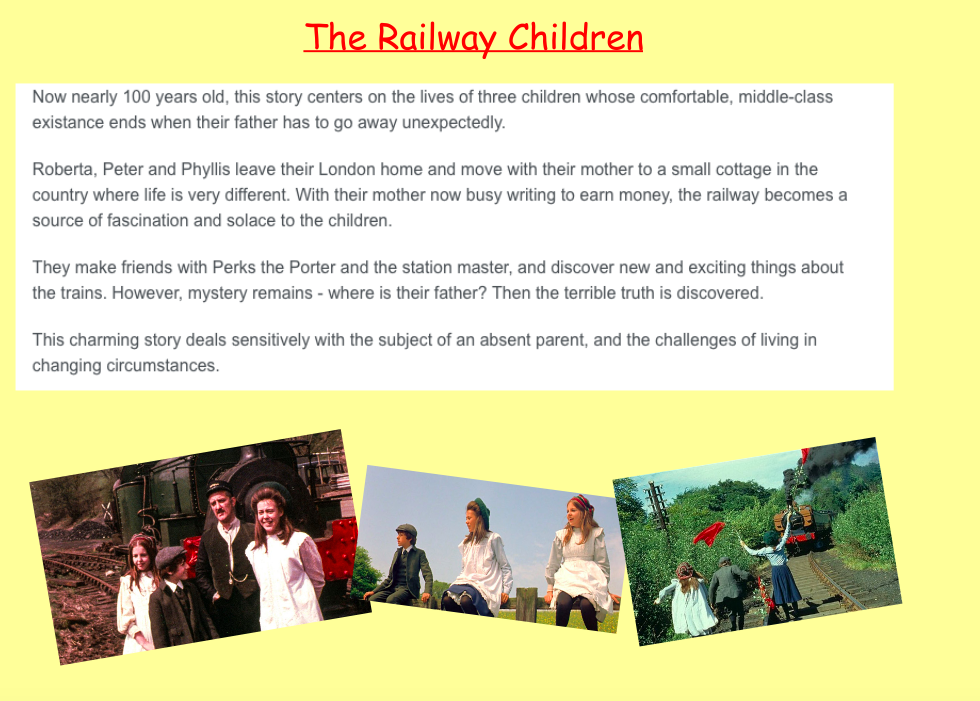 The Railway Children
Now nearly 100 years old, this story centers on the lives of three children whose comfortable, middle-class
existance ends when their father has to go away unexpectedly.
Roberta, Peter and Phyllis leave their London home and move with their mother to a small cottage in the
country where life is very different. With their mother now busy writing to earn money, the railway becomes a
source of fascination and solace to the children.
They make friends with Perks the Porter and the station master, and discover new and exciting things about
the trains. However, mystery remains - where is their father? Then the terrible truth is discovered.
This charming story deals sensitively with the subject of an absent parent, and the challenges of living in
changing circumstances.